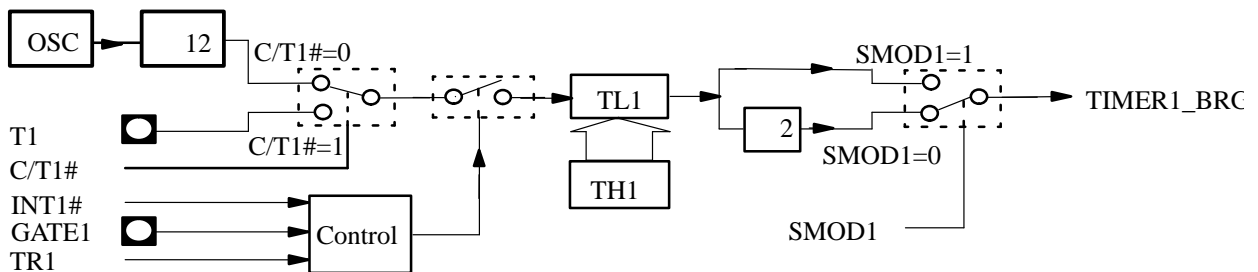 OSC
12
C/T1#=0
SMOD1=1
TL1
TIMER1_BRG
T1
C/T1#=1
2
SMOD1=0
C/T1#
TH1
INT1#
GATE1
Control
SMOD1
TR1